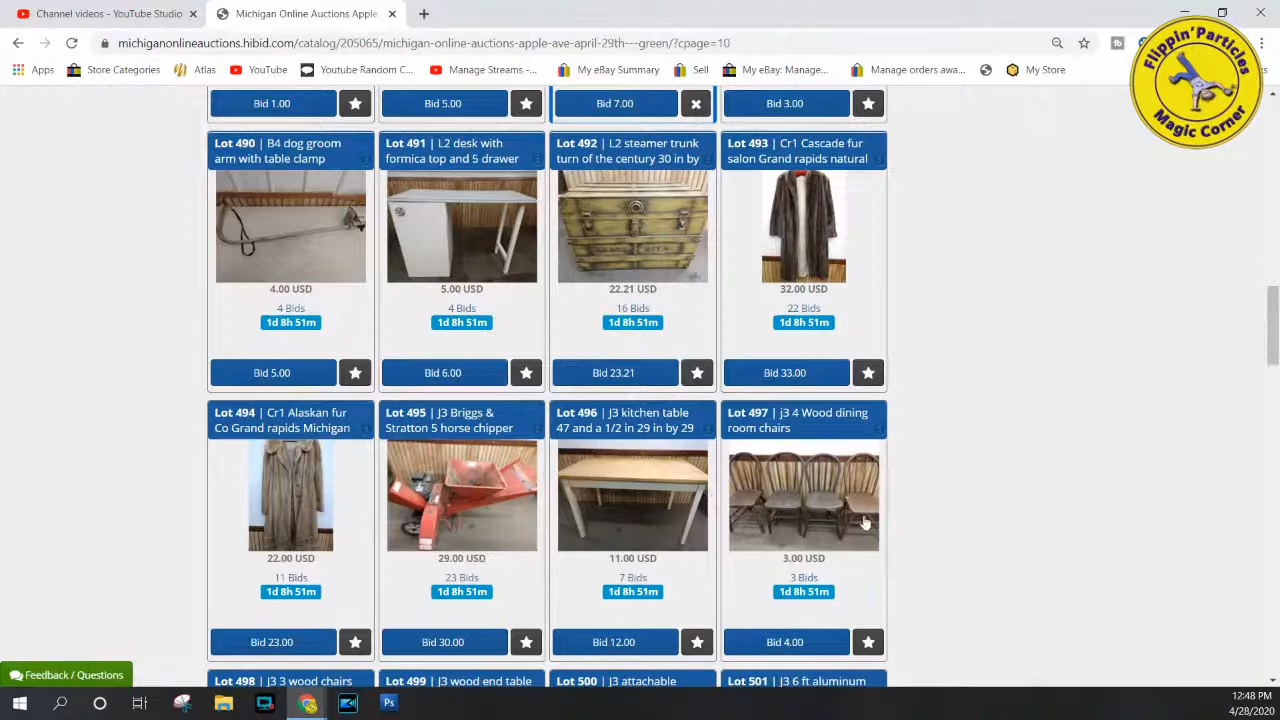 Channel videos - YouTube Studio
Michigan Online Auctions Apple
michiganonlineauctions.hibid.com/catalog/205065/michigan-online-auctions-apple-ave-april-29th---green/?cpage=10
Apps
Store Categories
Atlas
YouTube
Youtube Random C...
Manage Streams -...
My eBay Summary
Sell
My eBay: Manage...
Manage orders awa...
My Store
Flippin' Particles
Magic Corner
Bid 1.00
Bid 5.00
Bid 7.00
Bid 3.00
Lot 490 | B4 dog groom
arm with table clamp
Lot 491 | L2 desk with
formica top and 5 drawer
Lot 492 | L2 steamer trunk
turn of the century 30 in by
Lot 493 | Cr1 Cascade fur
salon Grand rapids natural
4.00 USD
5.00 USD
22.21 USD
32.00 USD
4 Bids
4 Bids
16 Bids
22 Bids
1d 8h 51m
1d 8h 51m
1d 8h 51m
1d 8h 51m
Bid 5.00
Bid 6.00
Bid 23.21
Bid 33.00
Lot 494 | Cr1 Alaskan fur
Co Grand rapids Michigan
Lot 495 | J3 Briggs &
Stratton 5 horse chipper
Lot 496 | J3 kitchen table
47 and a 1/2 in 29 in by 29
Lot 497 | j3 4 Wood dining
room chairs
22.00 USD
29.00 USD
11.00 USD
3.00 USD
11 Bids
23 Bids
7 Bids
3 Bids
1d 8h 51m
1d 8h 51m
1d 8h 51m
1d 8h 51m
Bid 23.00
Bid 30.00
Bid 12.00
Bid 4.00
Lot 498 | J3 3 wood chairs
Lot 499 | J3 wood end table
Lot 500 | J3 attachable
Lot 501 | J3 6 ft aluminum
Feedback / Questions
Ps
12:48 PM
4/28/2020